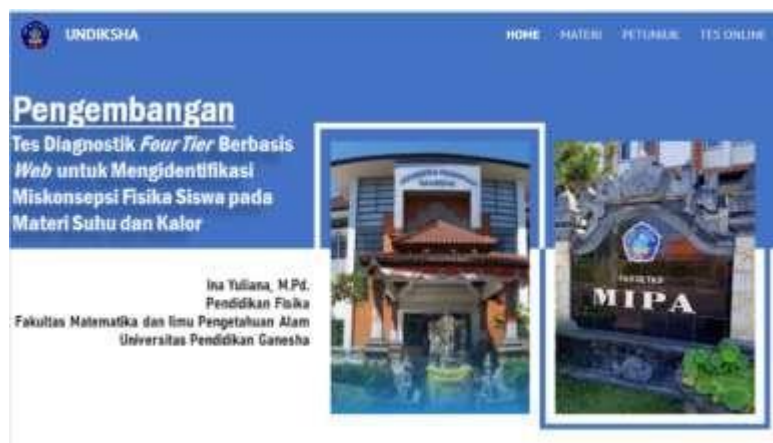 UNDIKSHA
HOME MATERI PETUNJUK TES ONLINE
Pengembangan
Tes Diagnostik Four Tier Berbasis
Web untuk Mengidentifikasi
Miskonsepsi Fisika Siswa pada
Materi Suhu dan Kalor
Ina Yuliana, M.Pd.
Pendidikan Fisika
Fakultas Matematika dan Ilmu Pengetahuan Alam
Universitas Pendidikan Ganesha
FAKULTAS
MIPA